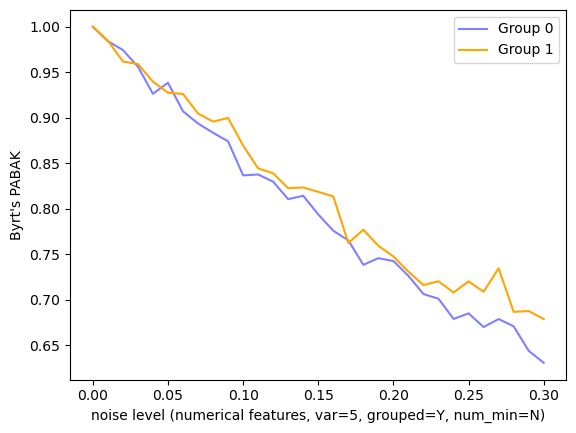 Group 0
Group 1
1.00
0.95
0.90
0.85
0.80
0.75
0.70
0.65
Byrt's PABAK
0.00 0.05 0.10 0.15 0.20 0.25 0.30
noise level (numerical features, var=5, grouped=Y, num_min=N)